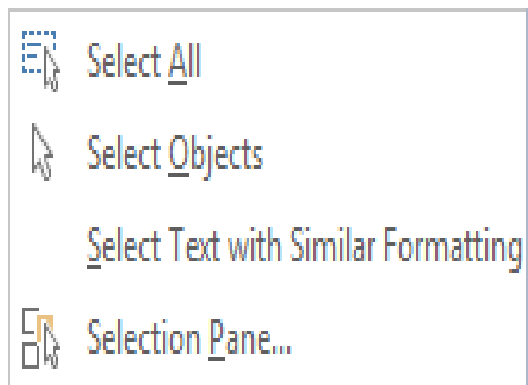 Select All
Select Objects
Select Text with Similar Formatting
Selection Pane...